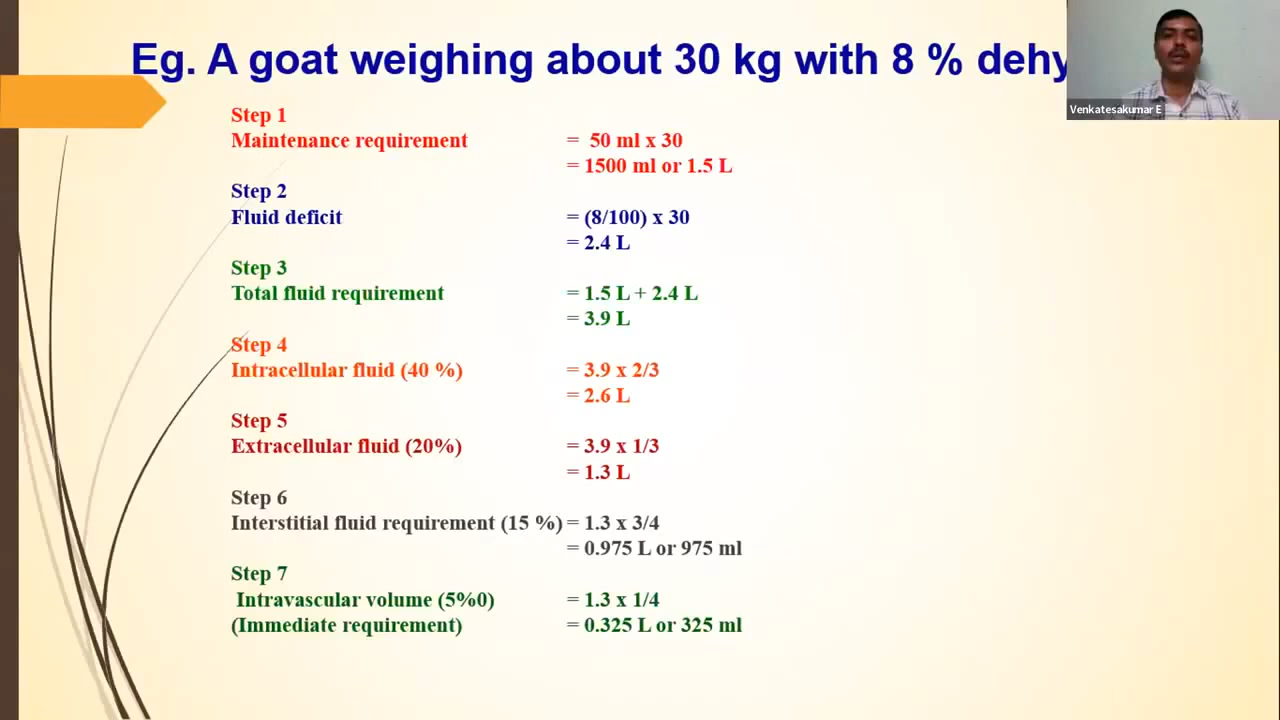 Eg. A goat weighing about 30 kg with 8 % dehy
Venkatesakumar E
Step 1
Maintenance requirement = 50 ml x 30
= 1500 ml or 1.5 L
Step 2
Fluid deficit = (8/100) x 30
= 2.4 L
Step 3
Total fluid requirement = 1.5 L + 2.4 L
= 3.9 L
Step 4
Intracellular fluid (40 %) = 3.9 x 2/3
= 2.6 L
Step 5
Extracellular fluid (20%) = 3.9 x 1/3
= 1.3 L
Step 6
Interstitial fluid requirement (15 %) = 1.3 x 3/4
= 0.975 L or 975 ml
Step 7
Intravascular volume (5%0) = 1.3 x 1/4
(Immediate requirement) = 0.325 L or 325 ml